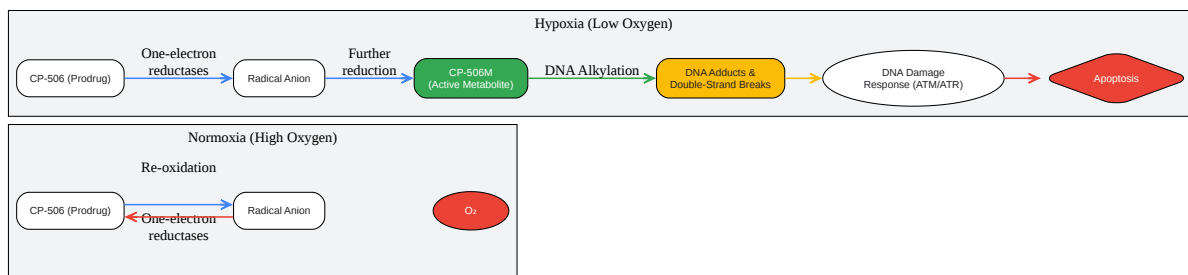 Hypoxia (Low Oxygen)
CP-506 (Prodrug)
One-electron
reductases
Radical Anion
Further
reduction
CP-506M
(Active Metabolite)
DNA Alkylation
DNA Adducts &
Double-Strand Breaks
DNA Damage
Response (ATM/ATR)
Apoptosis
Normoxia (High Oxygen)
Re-oxidation
CP-506 (Prodrug)
One-electron
reductases
Radical Anion
O₂